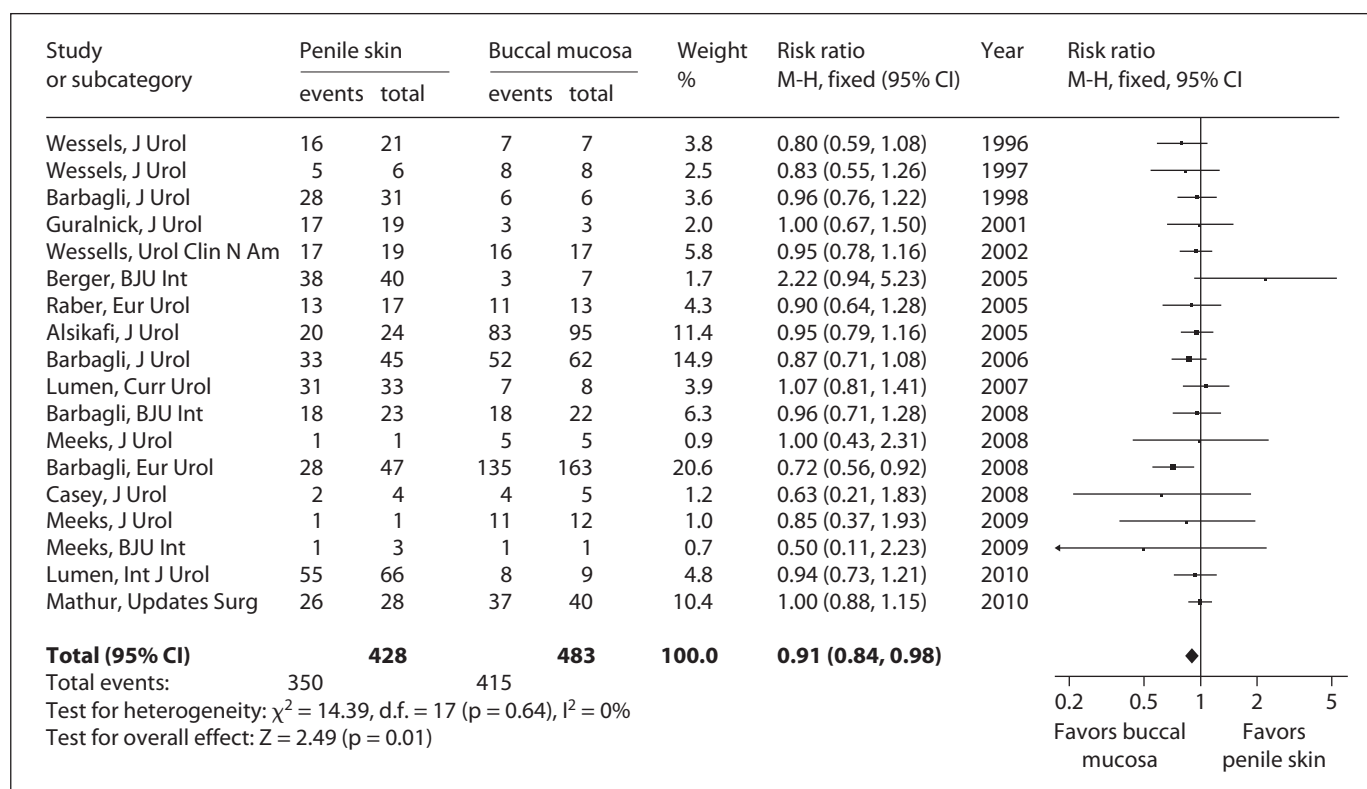 Study Penile skin Buccal mucosa Weight Risk ratio Year Risk ratio
or subcategory events total events total % M-H, fixed (95% CI) M-H, fixed, 95% CI
Wessels, J Urol 16 21 7 7 3.8 0.80 (0.59, 1.08) 1996
Wessels, J Urol 5 6 8 8 2.5 0.83 (0.55, 1.26) 1997
Barbagli, J Urol 28 31 6 6 3.6 0.96 (0.76, 1.22) 1998
Guralnick, J Urol 17 19 3 3 2.0 1.00 (0.67, 1.50) 2001
Wessells, Urol Clin N Am 17 19 16 17 5.8 0.95 (0.78, 1.16) 2002
Berger, BJU Int 38 40 3 7 1.7 2.22 (0.94, 5.23) 2005
Raber, Eur Urol 13 17 11 13 4.3 0.90 (0.64, 1.28) 2005
Alsikafi, J Urol 20 24 83 95 11.4 0.95 (0.79, 1.16) 2005
Barbagli, J Urol 33 45 52 62 14.9 0.87 (0.71, 1.08) 2006
Lumen, Curr Urol 31 33 7 8 3.9 1.07 (0.81, 1.41) 2007
Barbagli, BJU Int 18 23 18 22 6.3 0.96 (0.71, 1.28) 2008
Meeks, J Urol 1 1 5 5 0.9 1.00 (0.43, 2.31) 2008
Barbagli, Eur Urol 28 47 135 163 20.6 0.72 (0.56, 0.92) 2008
Casey, J Urol 2 4 4 5 1.2 0.63 (0.21, 1.83) 2008
Meeks, J Urol 1 1 11 12 1.0 0.85 (0.37, 1.93) 2009
Meeks, BJU Int 1 3 1 1 0.7 0.50 (0.11, 2.23) 2009
Lumen, Int J Urol 55 66 8 9 4.8 0.94 (0.73, 1.21) 2010
Mathur, Updates Surg 26 28 37 40 10.4 1.00 (0.88, 1.15) 2010
Total (95% CI) 428 483 100.0 0.91 (0.84, 0.98)
Total events: 350 415
Test for heterogeneity: χ² = 14.39, d.f. = 17 (p = 0.64), I² = 0%
Test for overall effect: Z = 2.49 (p = 0.01)
0.2 0.5 1 2 5
Favors buccal Favors
mucosa penile skin